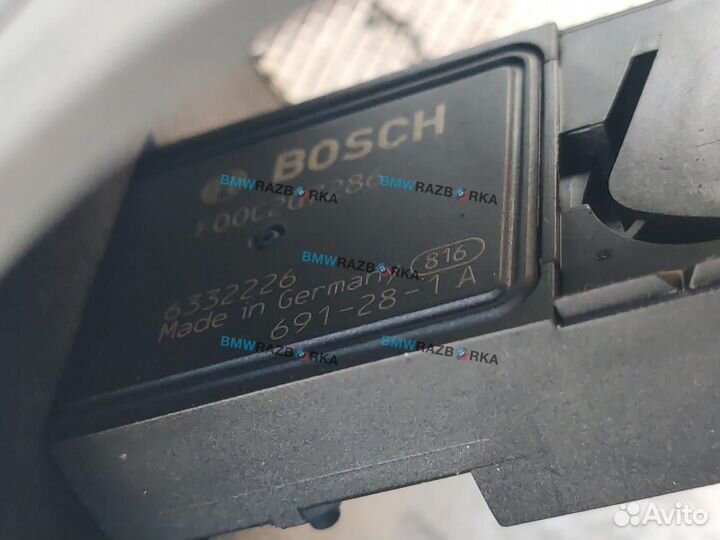 BOSCH
BMWRAZBORKA
BMWRAZBORKA
6332226
BMWRAZBORKA
Made in Germany 816
691-28-1 A
BMWRAZBORKA
BMWRAZBORKA
Avito